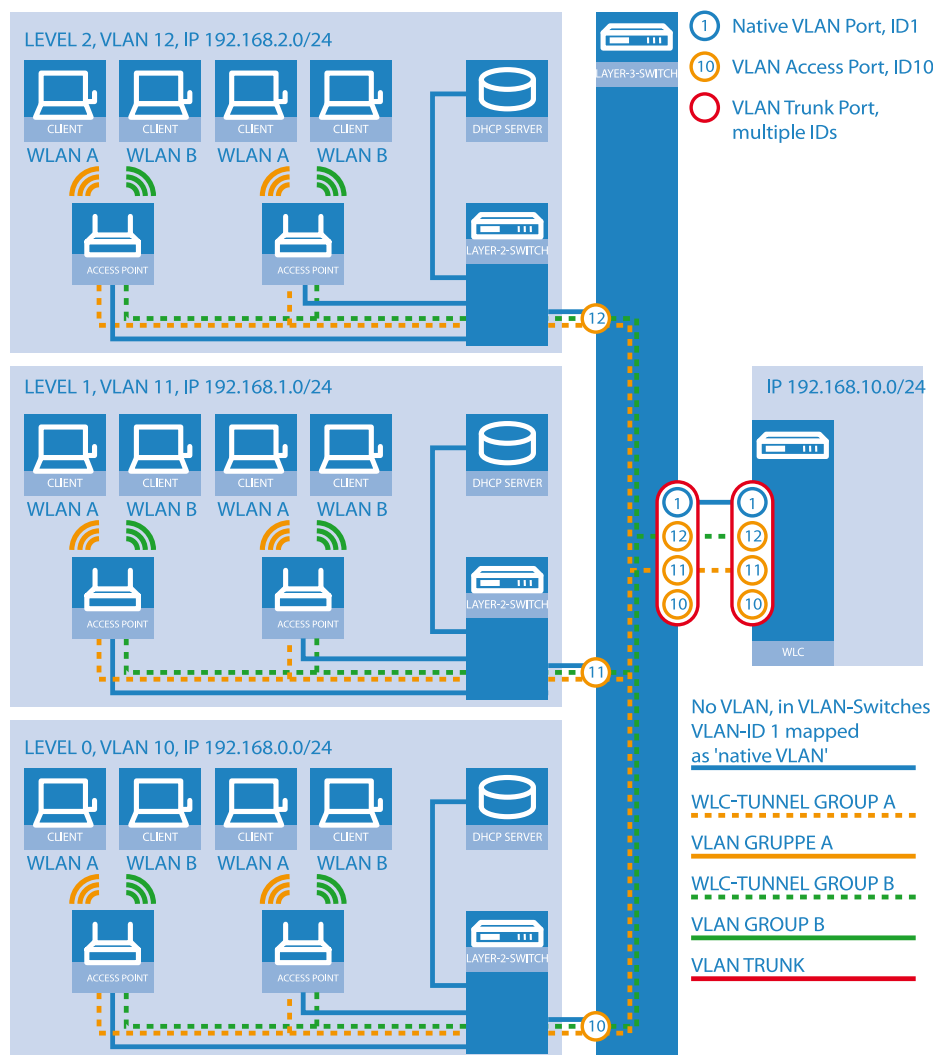 LEVEL 2, VLAN 12, IP 192.168.2.0/24
CLIENT
CLIENT
CLIENT
CLIENT
DHCP SERVER
WLAN A
WLAN B
WLAN A
WLAN B
LAYER-2-SWITCH
ACCESS POINT
ACCESS POINT
12
LAYER-3-SWITCH
1 Native VLAN Port, ID1
10 VLAN Access Port, ID10
VLAN Trunk Port,
multiple IDs
LEVEL 1, VLAN 11, IP 192.168.1.0/24
CLIENT
CLIENT
CLIENT
CLIENT
DHCP SERVER
WLAN A
WLAN B
WLAN A
WLAN B
LAYER-2-SWITCH
ACCESS POINT
ACCESS POINT
11
IP 192.168.10.0/24
1
1
12
12
11
11
10
10
WLC
LEVEL 0, VLAN 10, IP 192.168.0.0/24
CLIENT
CLIENT
CLIENT
CLIENT
DHCP SERVER
WLAN A
WLAN B
WLAN A
WLAN B
LAYER-2-SWITCH
ACCESS POINT
ACCESS POINT
10
No VLAN, in VLAN-Switches
VLAN-ID 1 mapped
as 'native VLAN'
WLC-TUNNEL GROUP A
VLAN GRUPPE A
WLC-TUNNEL GROUP B
VLAN GROUP B
VLAN TRUNK